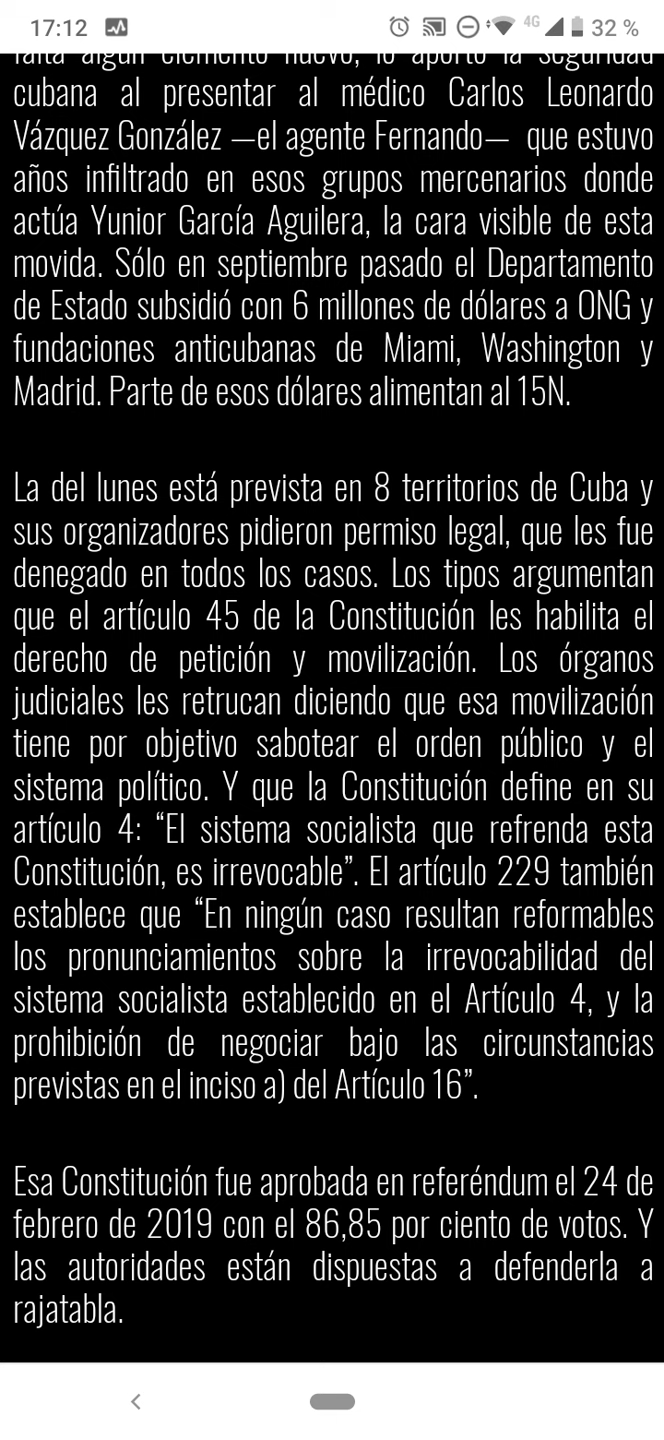 17:12 4G 32 %
falta algún elemento nuevo, lo aportó la seguridad
cubana al presentar al médico Carlos Leonardo
Vázquez González —el agente Fernando— que estuvo
años infiltrado en esos grupos mercenarios donde
actúa Yunior García Aguilera, la cara visible de esta
movida. Sólo en septiembre pasado el Departamento
de Estado subsidió con 6 millones de dólares a ONG y
fundaciones anticubanas de Miami, Washington y
Madrid. Parte de esos dólares alimentan al 15N.
La del lunes está prevista en 8 territorios de Cuba y
sus organizadores pidieron permiso legal, que les fue
denegado en todos los casos. Los tipos argumentan
que el artículo 45 de la Constitución les habilita el
derecho de petición y movilización. Los órganos
judiciales les retrucan diciendo que esa movilización
tiene por objetivo sabotear el orden público y el
sistema político. Y que la Constitución define en su
artículo 4: “El sistema socialista que refrenda esta
Constitución, es irrevocable”. El artículo 229 también
establece que “En ningún caso resultan reformables
los pronunciamientos sobre la irrevocabilidad del
sistema socialista establecido en el Artículo 4, y la
prohibición de negociar bajo las circunstancias
previstas en el inciso a) del Artículo 16”.
Esa Constitución fue aprobada en referéndum el 24 de
febrero de 2019 con el 86,85 por ciento de votos. Y
las autoridades están dispuestas a defenderla a
rajatabla.